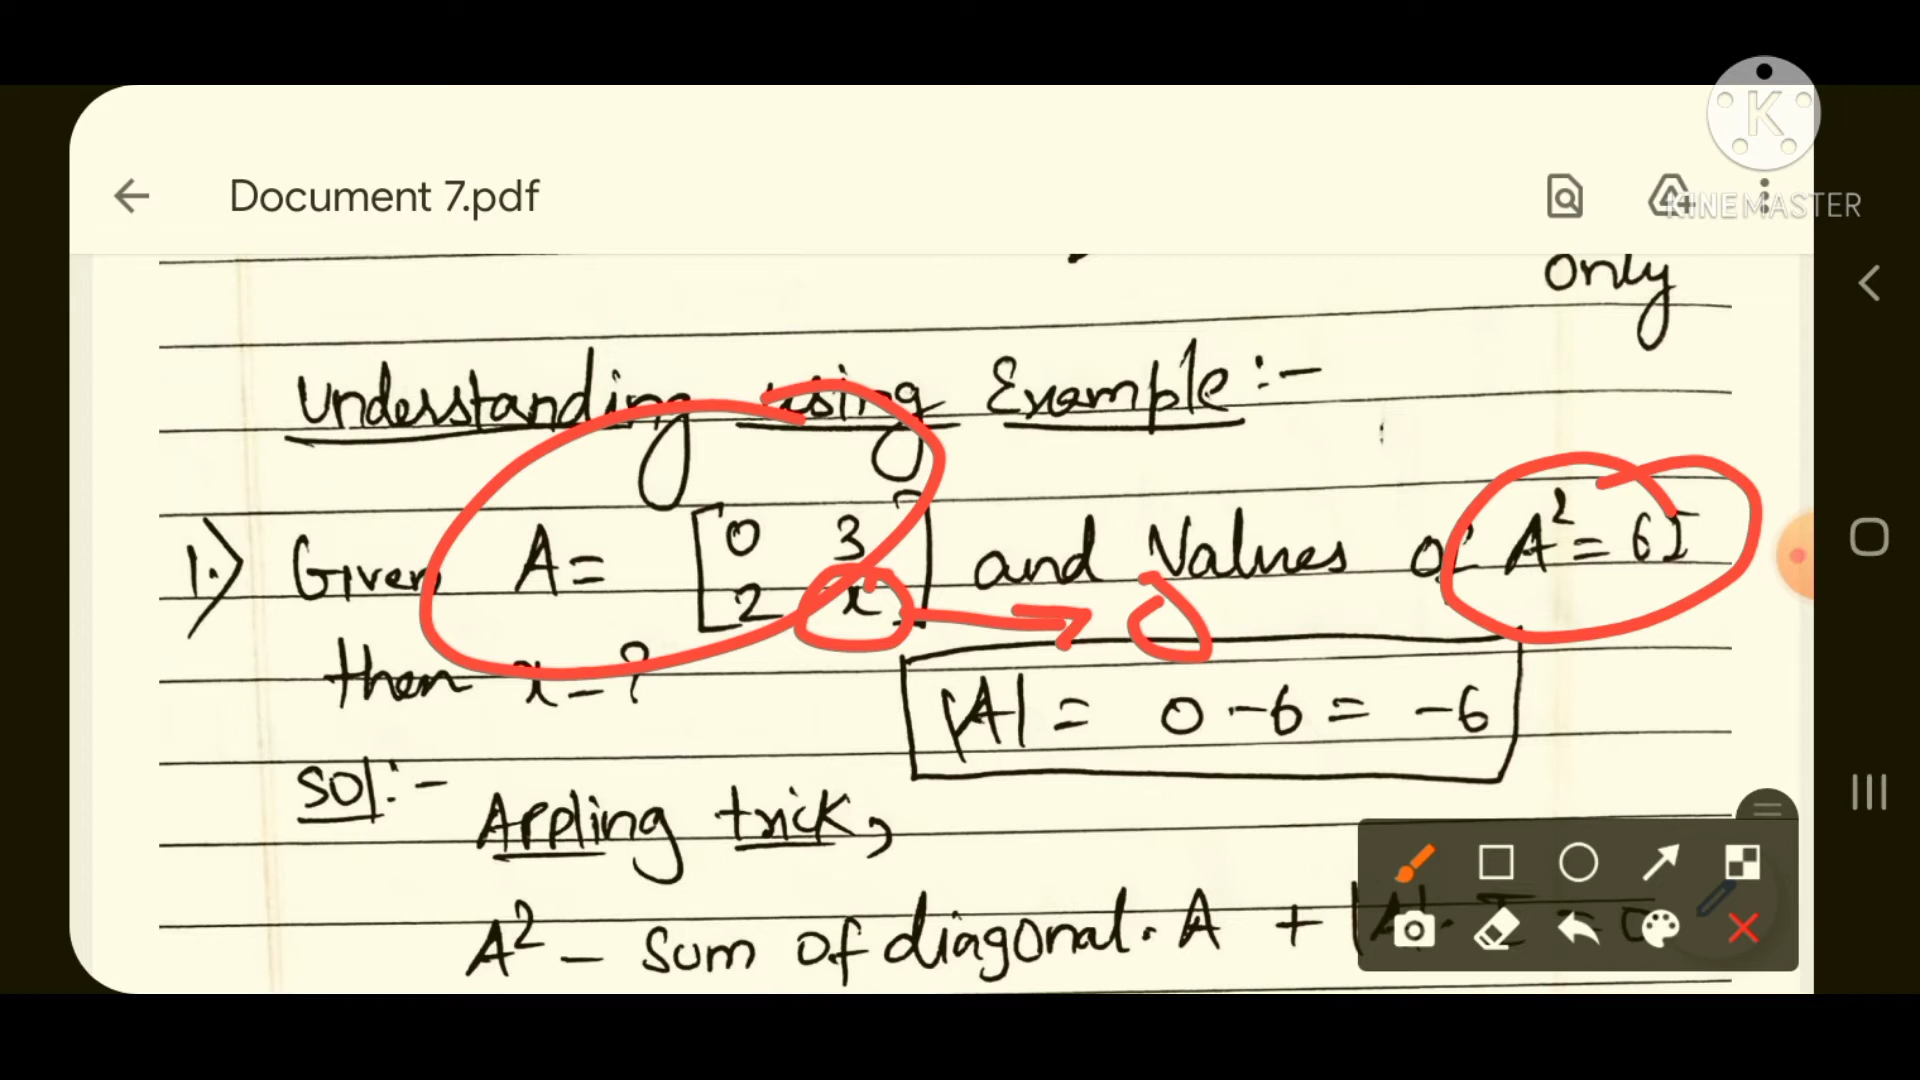 KINEMASTER
Document 7.pdf
only
Understanding using Example:-
1.) Given A = [0 3 2 x] and Values of A² = 6I
then x = ?
|A| = 0 - 6 = -6
Sol:- Appling trick,
A² - sum of diagonal. A + |A|. I = 0